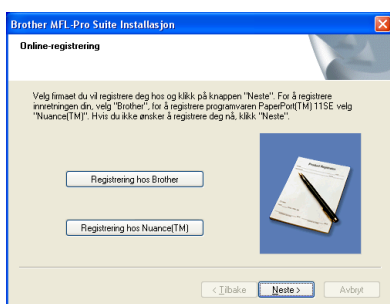 Brother MFL-Pro Suite Installasjon
Online-registrering
Velg firmaet du vil registrere deg hos og klikk på knappen "Neste". For å registrere
innretningen din, velg "Brother", for å registrere programvaren PaperPort(TM) 11SE velg
"Nuance(TM)". Hvis du ikke ønsker å registrere deg nå, klikk "Neste".
Registrering hos Brother
Registrering hos Nuance(TM)
< Tilbake
Neste >
Avbryt